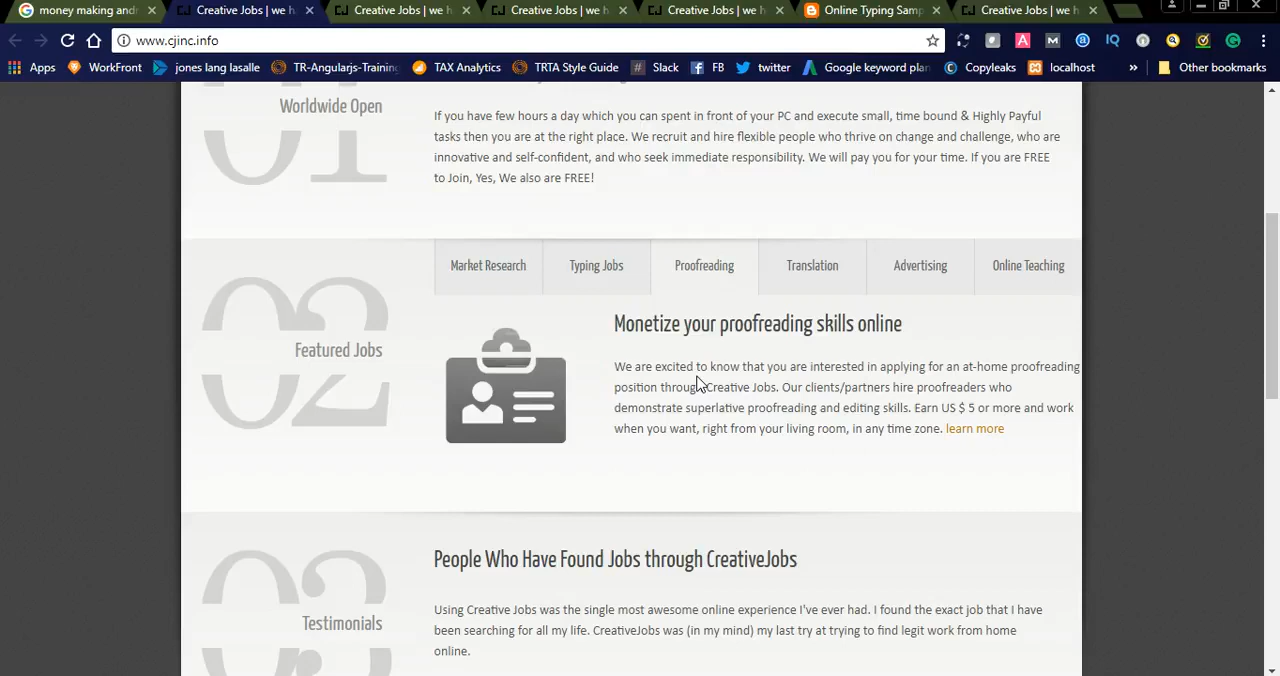 money making andr
Creative Jobs | we h
Creative Jobs | we h
Creative Jobs | we h
Creative Jobs | we h
Online Typing Samp
Creative Jobs | we h
www.cjinc.info
Apps
WorkFront
jones lang lasalle
TR-Angularjs-Training
TAX Analytics
TRTA Style Guide
Slack
FB
twitter
Google keyword plan
Copyleaks
localhost
»
Other bookmarks
01
Worldwide Open
If you have few hours a day which you can spent in front of your PC and execute small, time bound & Highly Payful
tasks then you are at the right place. We recruit and hire flexible people who thrive on change and challenge, who are
innovative and self-confident, and who seek immediate responsibility. We will pay you for your time. If you are FREE
to Join, Yes, We also are FREE!
02
Featured Jobs
Market Research
Typing Jobs
Proofreading
Translation
Advertising
Online Teaching
Monetize your proofreading skills online
We are excited to know that you are interested in applying for an at-home proofreading
position through Creative Jobs. Our clients/partners hire proofreaders who
demonstrate superlative proofreading and editing skills. Earn US $ 5 or more and work
when you want, right from your living room, in any time zone. learn more
03
Testimonials
People Who Have Found Jobs through CreativeJobs
Using Creative Jobs was the single most awesome online experience I've ever had. I found the exact job that I have
been searching for all my life. CreativeJobs was (in my mind) my last try at trying to find legit work from home
online.